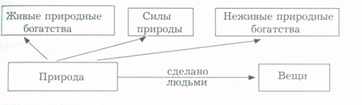 Живые природные
богатства
Силы
природы
Неживые природные
богатства
Природа
сделано
людьми
Вещи